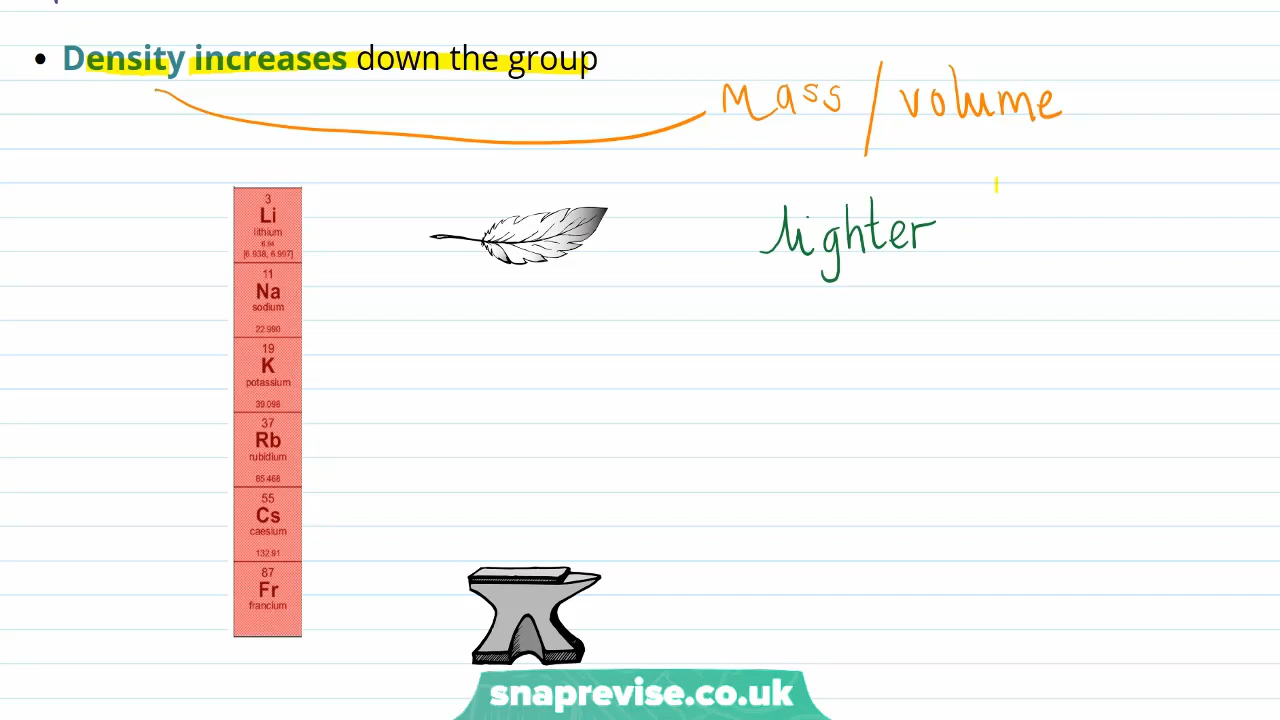 • Density increases down the group
Mass / volume
lighter
3
Li
lithium
6.94
[6.938, 6.997]
11
Na
sodium
22.990
19
K
potassium
39.098
37
Rb
rubidium
85.468
55
Cs
caesium
132.91
87
Fr
francium
snaprevise.co.uk